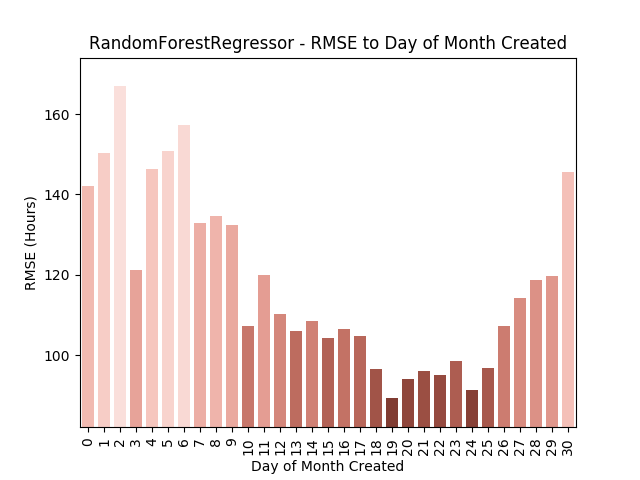 RandomForestRegressor - RMSE to Day of Month Created
160
140
120
100
RMSE (Hours)
0 1 2 3 4 5 6 7 8 9 10 11 12 13 14 15 16 17 18 19 20 21 22 23 24 25 26 27 28 29 30
Day of Month Created